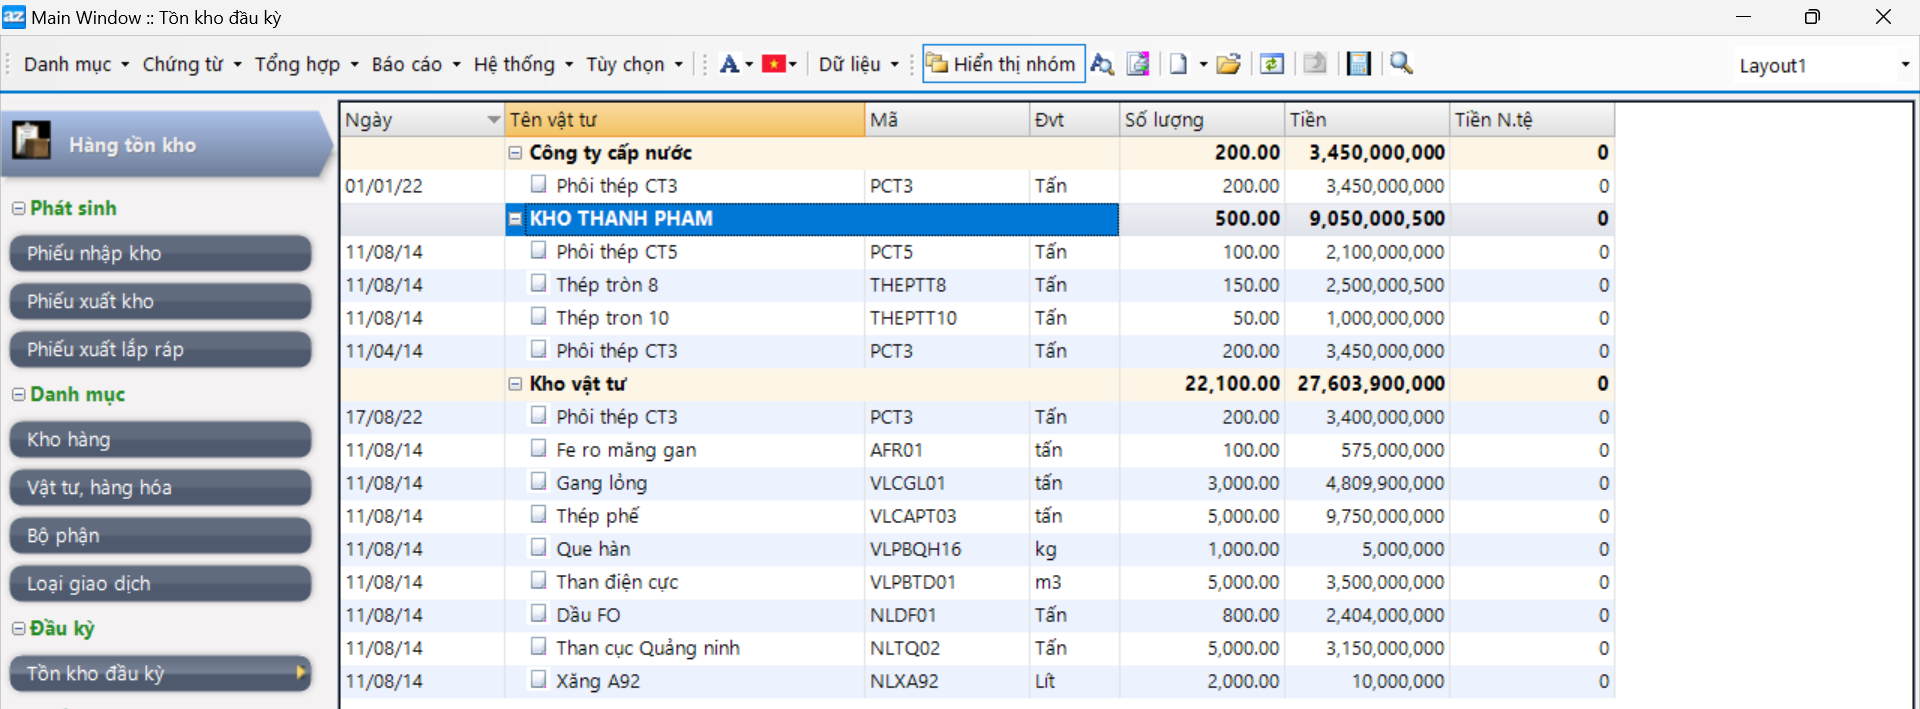 az Main Window :: Tồn kho đầu kỳ
Danh mục Chứng từ Tổng hợp Báo cáo Hệ thống Tùy chọn A Dữ liệu Hiển thị nhóm Layout1
Hàng tồn kho
Phát sinh
Phiếu nhập kho
Phiếu xuất kho
Phiếu xuất lắp ráp
Danh mục
Kho hàng
Vật tư, hàng hóa
Bộ phận
Loại giao dịch
Đầu kỳ
Tồn kho đầu kỳ
Ngày Tên vật tư Mã Đvt Số lượng Tiền Tiền N.tệ
Công ty cấp nước 200.00 3,450,000,000 0
01/01/22 Phôi thép CT3 PCT3 Tấn 200.00 3,450,000,000 0
KHO THANH PHAM 500.00 9,050,000,500 0
11/08/14 Phôi thép CT5 PCT5 Tấn 100.00 2,100,000,000 0
11/08/14 Thép tròn 8 THEPTT8 Tấn 150.00 2,500,000,500 0
11/08/14 Thép tron 10 THEPTT10 Tấn 50.00 1,000,000,000 0
11/04/14 Phôi thép CT3 PCT3 Tấn 200.00 3,450,000,000 0
Kho vật tư 22,100.00 27,603,900,000 0
17/08/22 Phôi thép CT3 PCT3 Tấn 200.00 3,400,000,000 0
11/08/14 Fe ro măng gan AFR01 tấn 100.00 575,000,000 0
11/08/14 Gang lỏng VLCGL01 tấn 3,000.00 4,809,900,000 0
11/08/14 Thép phế VLCAPT03 tấn 5,000.00 9,750,000,000 0
11/08/14 Que hàn VLPBQH16 kg 1,000.00 5,000,000 0
11/08/14 Than điện cực VLPBTD01 m3 5,000.00 3,500,000,000 0
11/08/14 Dầu FO NLDF01 Tấn 800.00 2,404,000,000 0
11/08/14 Than cục Quảng ninh NLTQ02 Tấn 5,000.00 3,150,000,000 0
11/08/14 Xăng A92 NLXA92 Lít 2,000.00 10,000,000 0